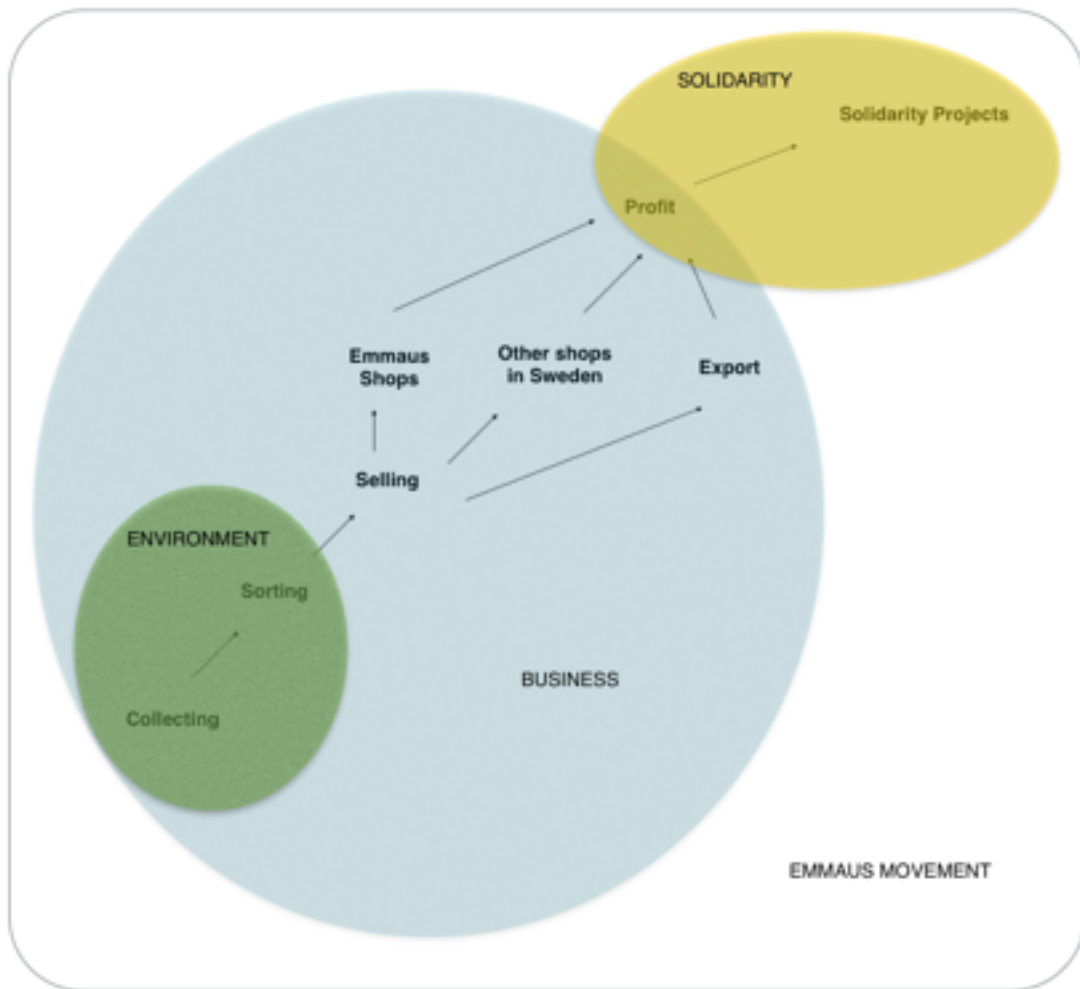 SOLIDARITY
Solidarity Projects
Profit
Emmaus
Shops
Other shops
in Sweden
Export
Selling
ENVIRONMENT
Sorting
Collecting
BUSINESS
EMMAUS MOVEMENT